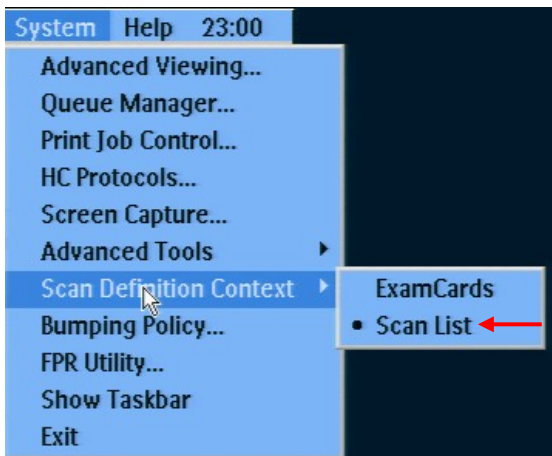 System Help 23:00
Advanced Viewing...
Queue Manager...
Print Job Control...
HC Protocols...
Screen Capture...
Advanced Tools
Scan Definition Context
ExamCards
Bumping Policy...
• Scan List
FPR Utility...
Show Taskbar
Exit